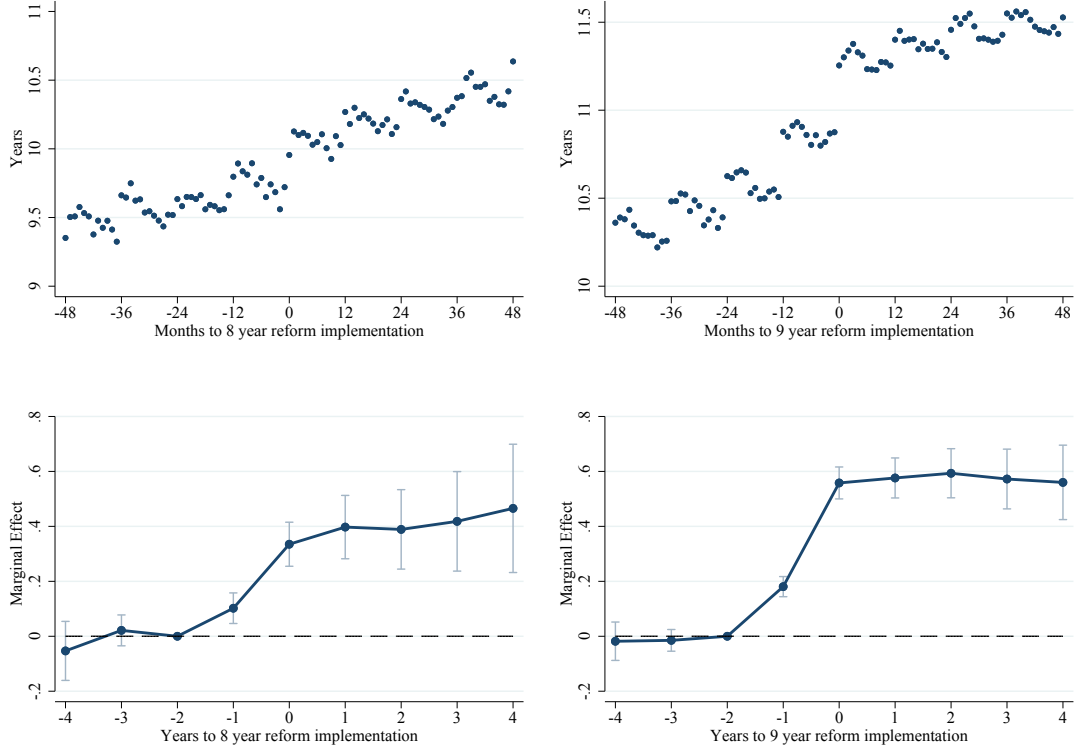 11
10.5
10
9.5
9
Years
-48 -36 -24 -12 0 12 24 36 48
Months to 8 year reform implementation
11.5
11
10.5
10
Years
-48 -36 -24 -12 0 12 24 36 48
Months to 9 year reform implementation
.8
.6
.4
.2
0
-.2
Marginal Effect
-4 -3 -2 -1 0 1 2 3 4
Years to 8 year reform implementation
.8
.6
.4
.2
0
-.2
Marginal Effect
-4 -3 -2 -1 0 1 2 3 4
Years to 9 year reform implementation